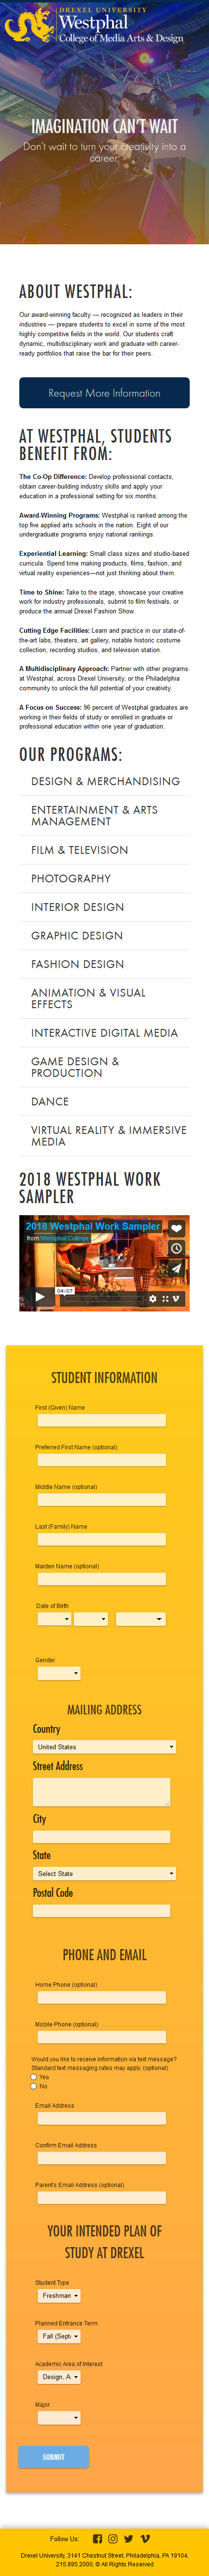 DREXEL UNIVERSITY
Westphal
College of Media Arts & Design
IMAGINATION CAN'T WAIT
Don't wait to turn your creativity into a
career.
ABOUT WESTPHAL:
Our award-winning faculty — recognized as leaders in their
industries — prepare students to excel in some of the most
highly competitive fields in the world. Our students craft
dynamic, multidisciplinary work and graduate with career-
ready portfolios that raise the bar for their peers.
Request More Information
AT WESTPHAL, STUDENTS
BENEFIT FROM:
The Co-Op Difference: Develop professional contacts,
obtain career-building industry skills and apply your
education in a professional setting for six months.
Award-Winning Programs: Westphal is ranked among the
top five applied arts schools in the nation. Eight of our
undergraduate programs enjoy national rankings.
Experiential Learning: Small class sizes and studio-based
curricula. Spend time making products, films, fashion, and
virtual reality experiences—not just thinking about them.
Time to Shine: Take to the stage, showcase your creative
work for industry professionals, submit to film festivals, or
produce the annual Drexel Fashion Show.
Cutting Edge Facilities: Learn and practice in our state-of-
the-art labs, theaters, art gallery, notable historic costume
collection, recording studios, and television station.
A Multidisciplinary Approach: Partner with other programs
at Westphal, across Drexel University, or the Philadelphia
community to unlock the full potential of your creativity.
A Focus on Success: 96 percent of Westphal graduates are
working in their fields of study or enrolled in graduate or
professional education within one year of graduation.
OUR PROGRAMS:
DESIGN & MERCHANDISING
ENTERTAINMENT & ARTS
MANAGEMENT
FILM & TELEVISION
PHOTOGRAPHY
INTERIOR DESIGN
GRAPHIC DESIGN
FASHION DESIGN
ANIMATION & VISUAL
EFFECTS
INTERACTIVE DIGITAL MEDIA
GAME DESIGN &
PRODUCTION
DANCE
VIRTUAL REALITY & IMMERSIVE
MEDIA
2018 WESTPHAL WORK
SAMPLER
2018 Westphal Work Sampler
from Westphal College
04:07
STUDENT INFORMATION
First (Given) Name
Preferred First Name (optional)
Middle Name (optional)
Last (Family) Name
Maiden Name (optional)
Date of Birth
Gender
MAILING ADDRESS
Country
United States
Street Address
City
State
Select State
Postal Code
PHONE AND EMAIL
Home Phone (optional)
Mobile Phone (optional)
Would you like to receive information via text message?
Standard text messaging rates may apply. (optional)
Yes
No
Email Address
Confirm Email Address
Parent's Email Address (optional)
YOUR INTENDED PLAN OF
STUDY AT DREXEL
Student Type
Freshman
Planned Entrance Term
Fall (Sept
Academic Area of Interest
Design, A
Major
SUBMIT
Follow Us:
Drexel University, 3141 Chestnut Street, Philadelphia, PA 19104,
215.895.2000, © All Rights Reserved